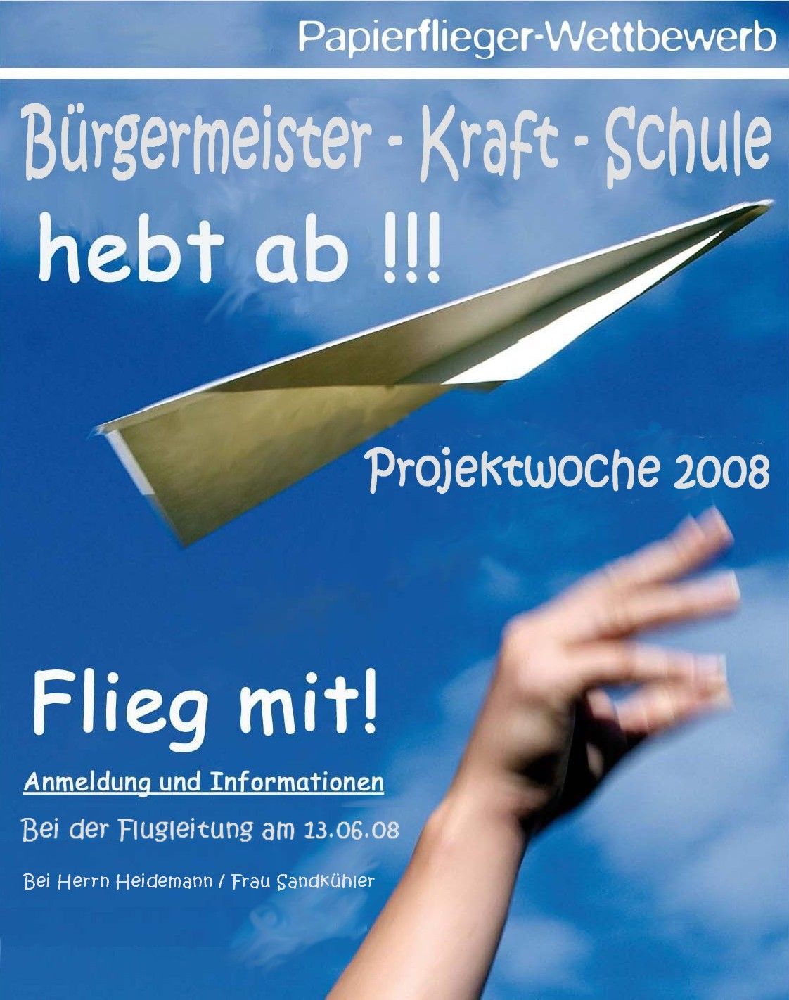 Papierflieger-Wettbewerb
Bürgermeister - Kraft - Schule
hebt ab !!!
Projektwoche 2008
Flieg mit!
Anmeldung und Informationen
Bei der Flugleitung am 13.06.08
Bei Herrn Heidemann / Frau Sandkühler